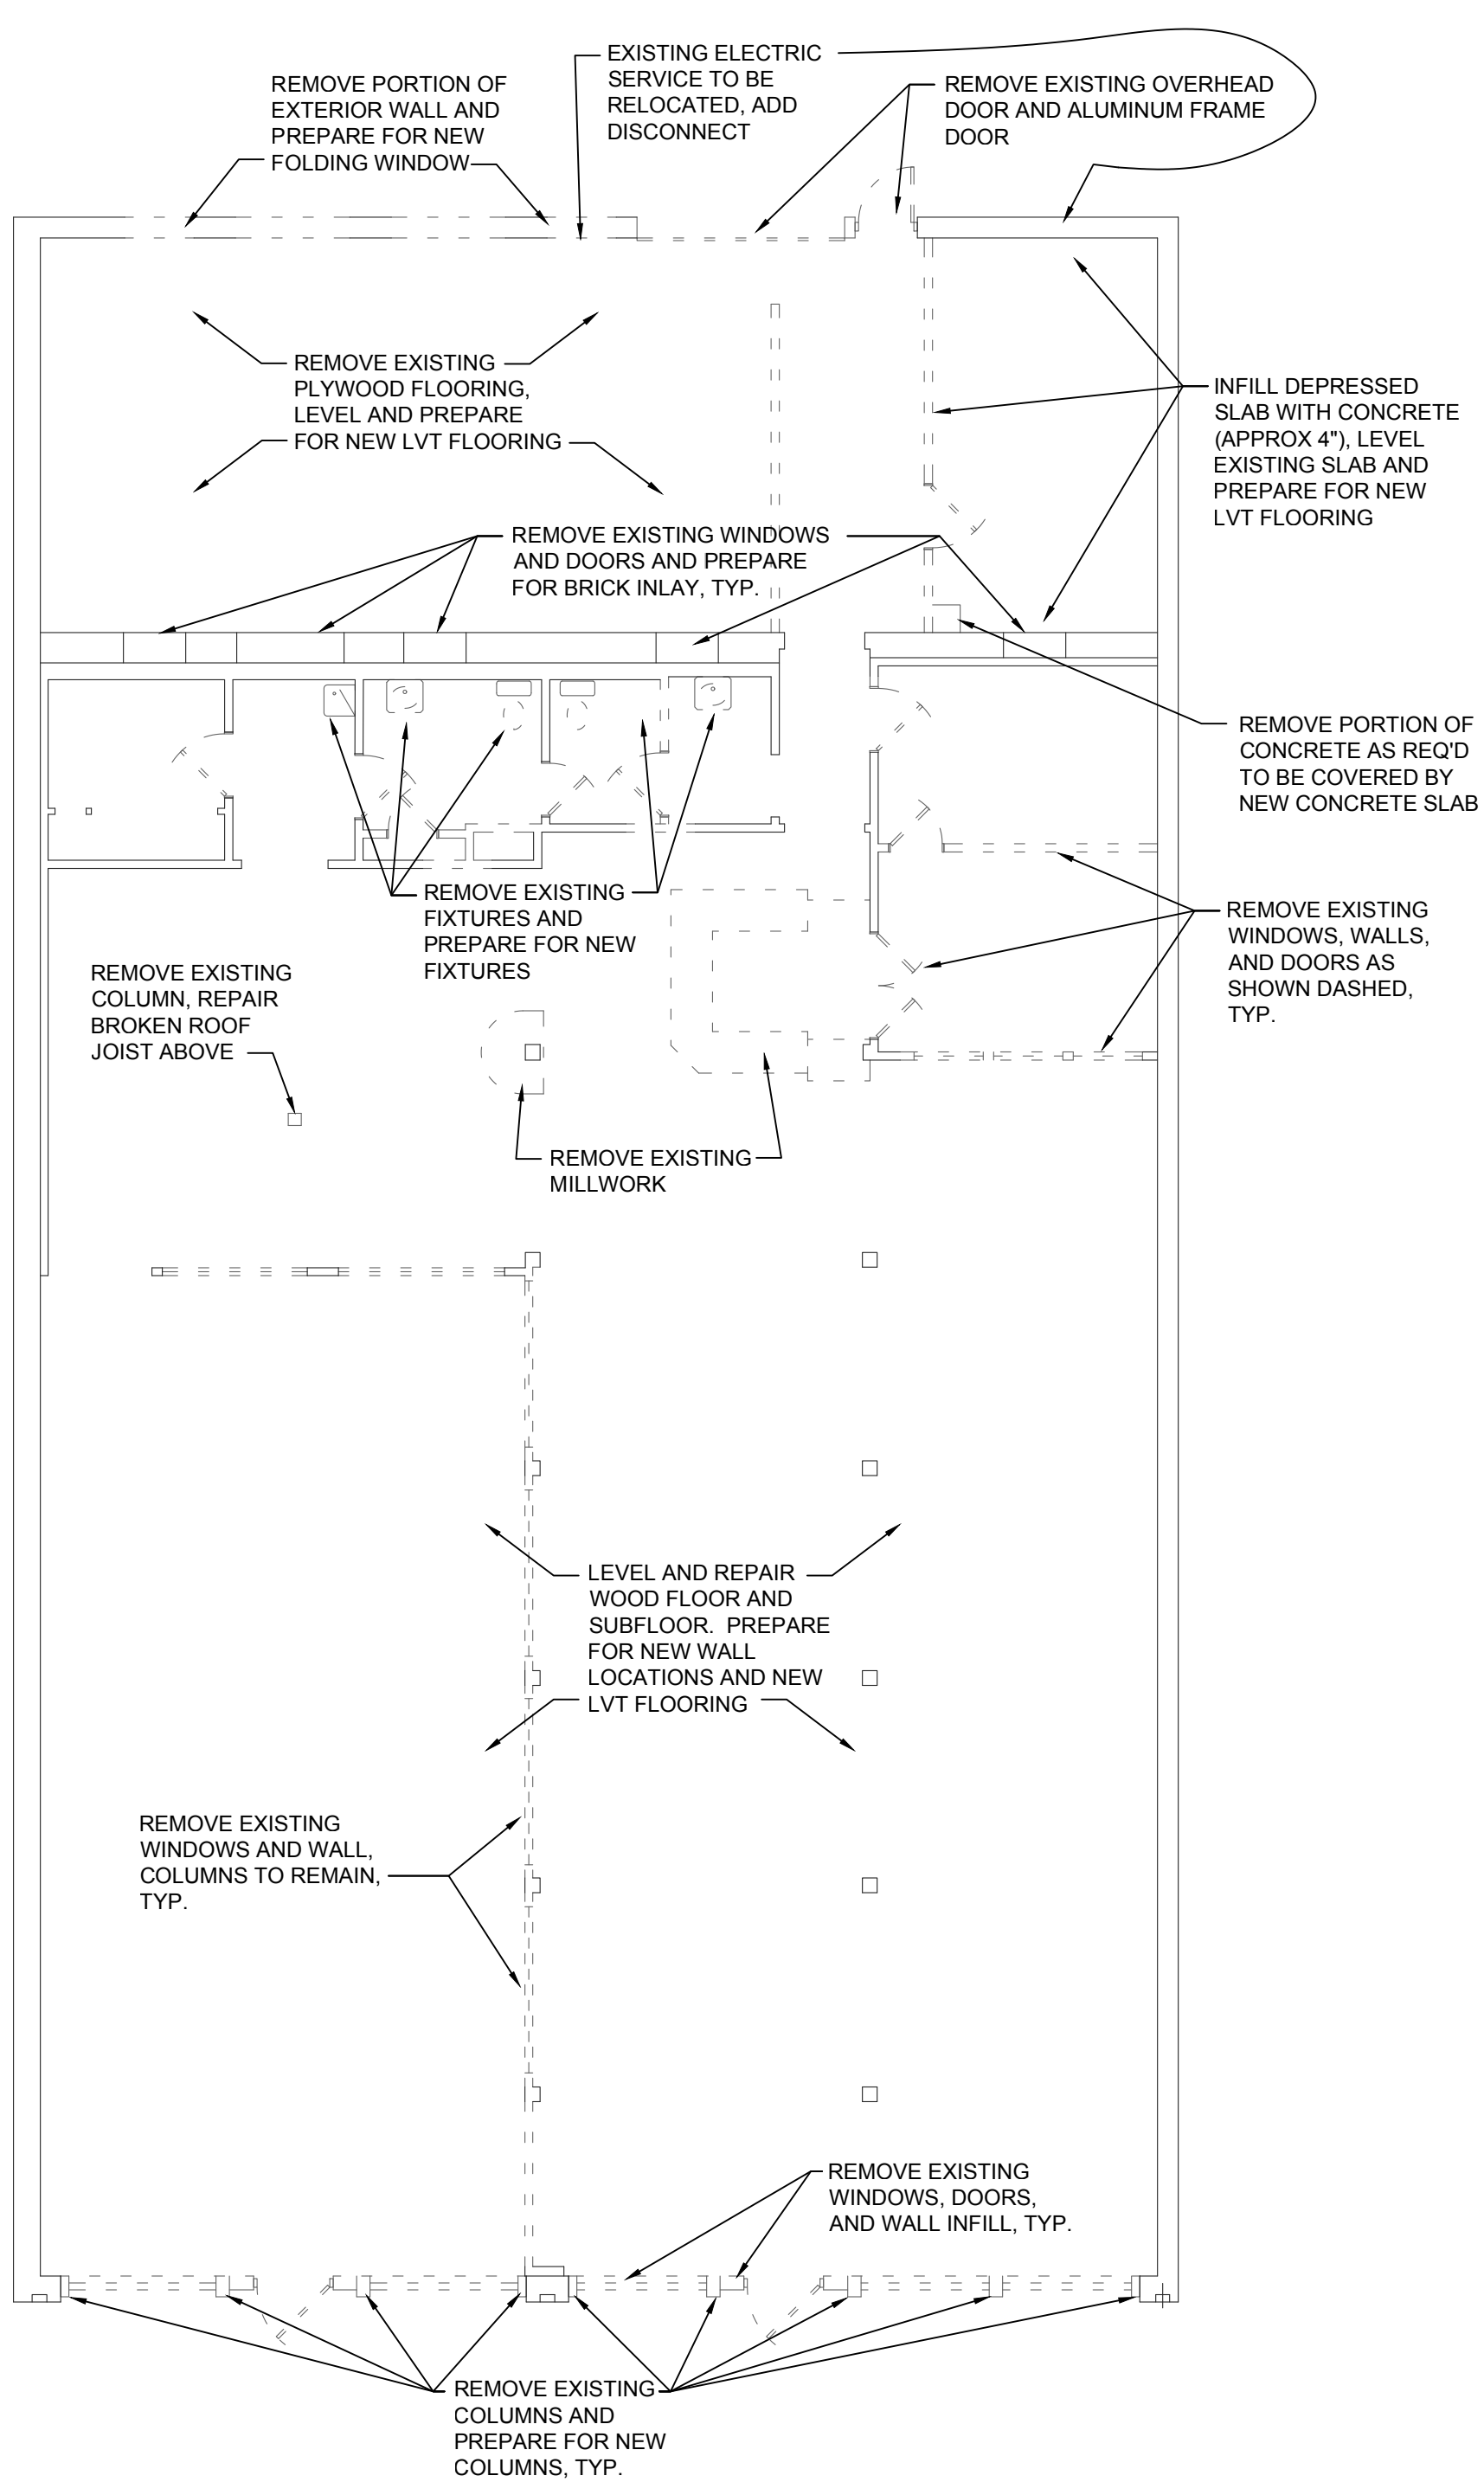 EXISTING ELECTRIC
SERVICE TO BE
RELOCATED, ADD
DISCONNECT
REMOVE PORTION OF
EXTERIOR WALL AND
PREPARE FOR NEW
FOLDING WINDOW
REMOVE EXISTING OVERHEAD
DOOR AND ALUMINUM FRAME
DOOR
REMOVE EXISTING
PLYWOOD FLOORING,
LEVEL AND PREPARE
FOR NEW LVT FLOORING
INFILL DEPRESSED
SLAB WITH CONCRETE
(APPROX 4"), LEVEL
EXISTING SLAB AND
PREPARE FOR NEW
LVT FLOORING
REMOVE EXISTING WINDOWS
AND DOORS AND PREPARE
FOR BRICK INLAY, TYP.
REMOVE PORTION OF
CONCRETE AS REQ'D
TO BE COVERED BY
NEW CONCRETE SLAB
REMOVE EXISTING
FIXTURES AND
PREPARE FOR NEW
FIXTURES
REMOVE EXISTING
WINDOWS, WALLS,
AND DOORS AS
SHOWN DASHED,
TYP.
REMOVE EXISTING
COLUMN, REPAIR
BROKEN ROOF
JOIST ABOVE
REMOVE EXISTING
MILLWORK
LEVEL AND REPAIR
WOOD FLOOR AND
SUBFLOOR. PREPARE
FOR NEW WALL
LOCATIONS AND NEW
LVT FLOORING
REMOVE EXISTING
WINDOWS AND WALL,
COLUMNS TO REMAIN,
TYP.
REMOVE EXISTING
WINDOWS, DOORS,
AND WALL INFILL, TYP.
REMOVE EXISTING
COLUMNS AND
PREPARE FOR NEW
COLUMNS, TYP.